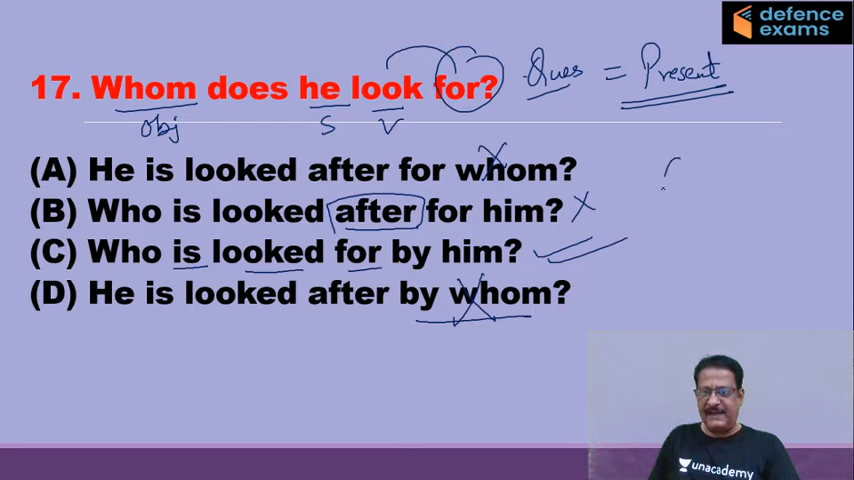 defence
exams
17. Whom does he look for? Ques = Present
Obj S V
(A) He is looked after for whom?
(B) Who is looked after for him?
(C) Who is looked for by him?
(D) He is looked after by whom?
unacademy